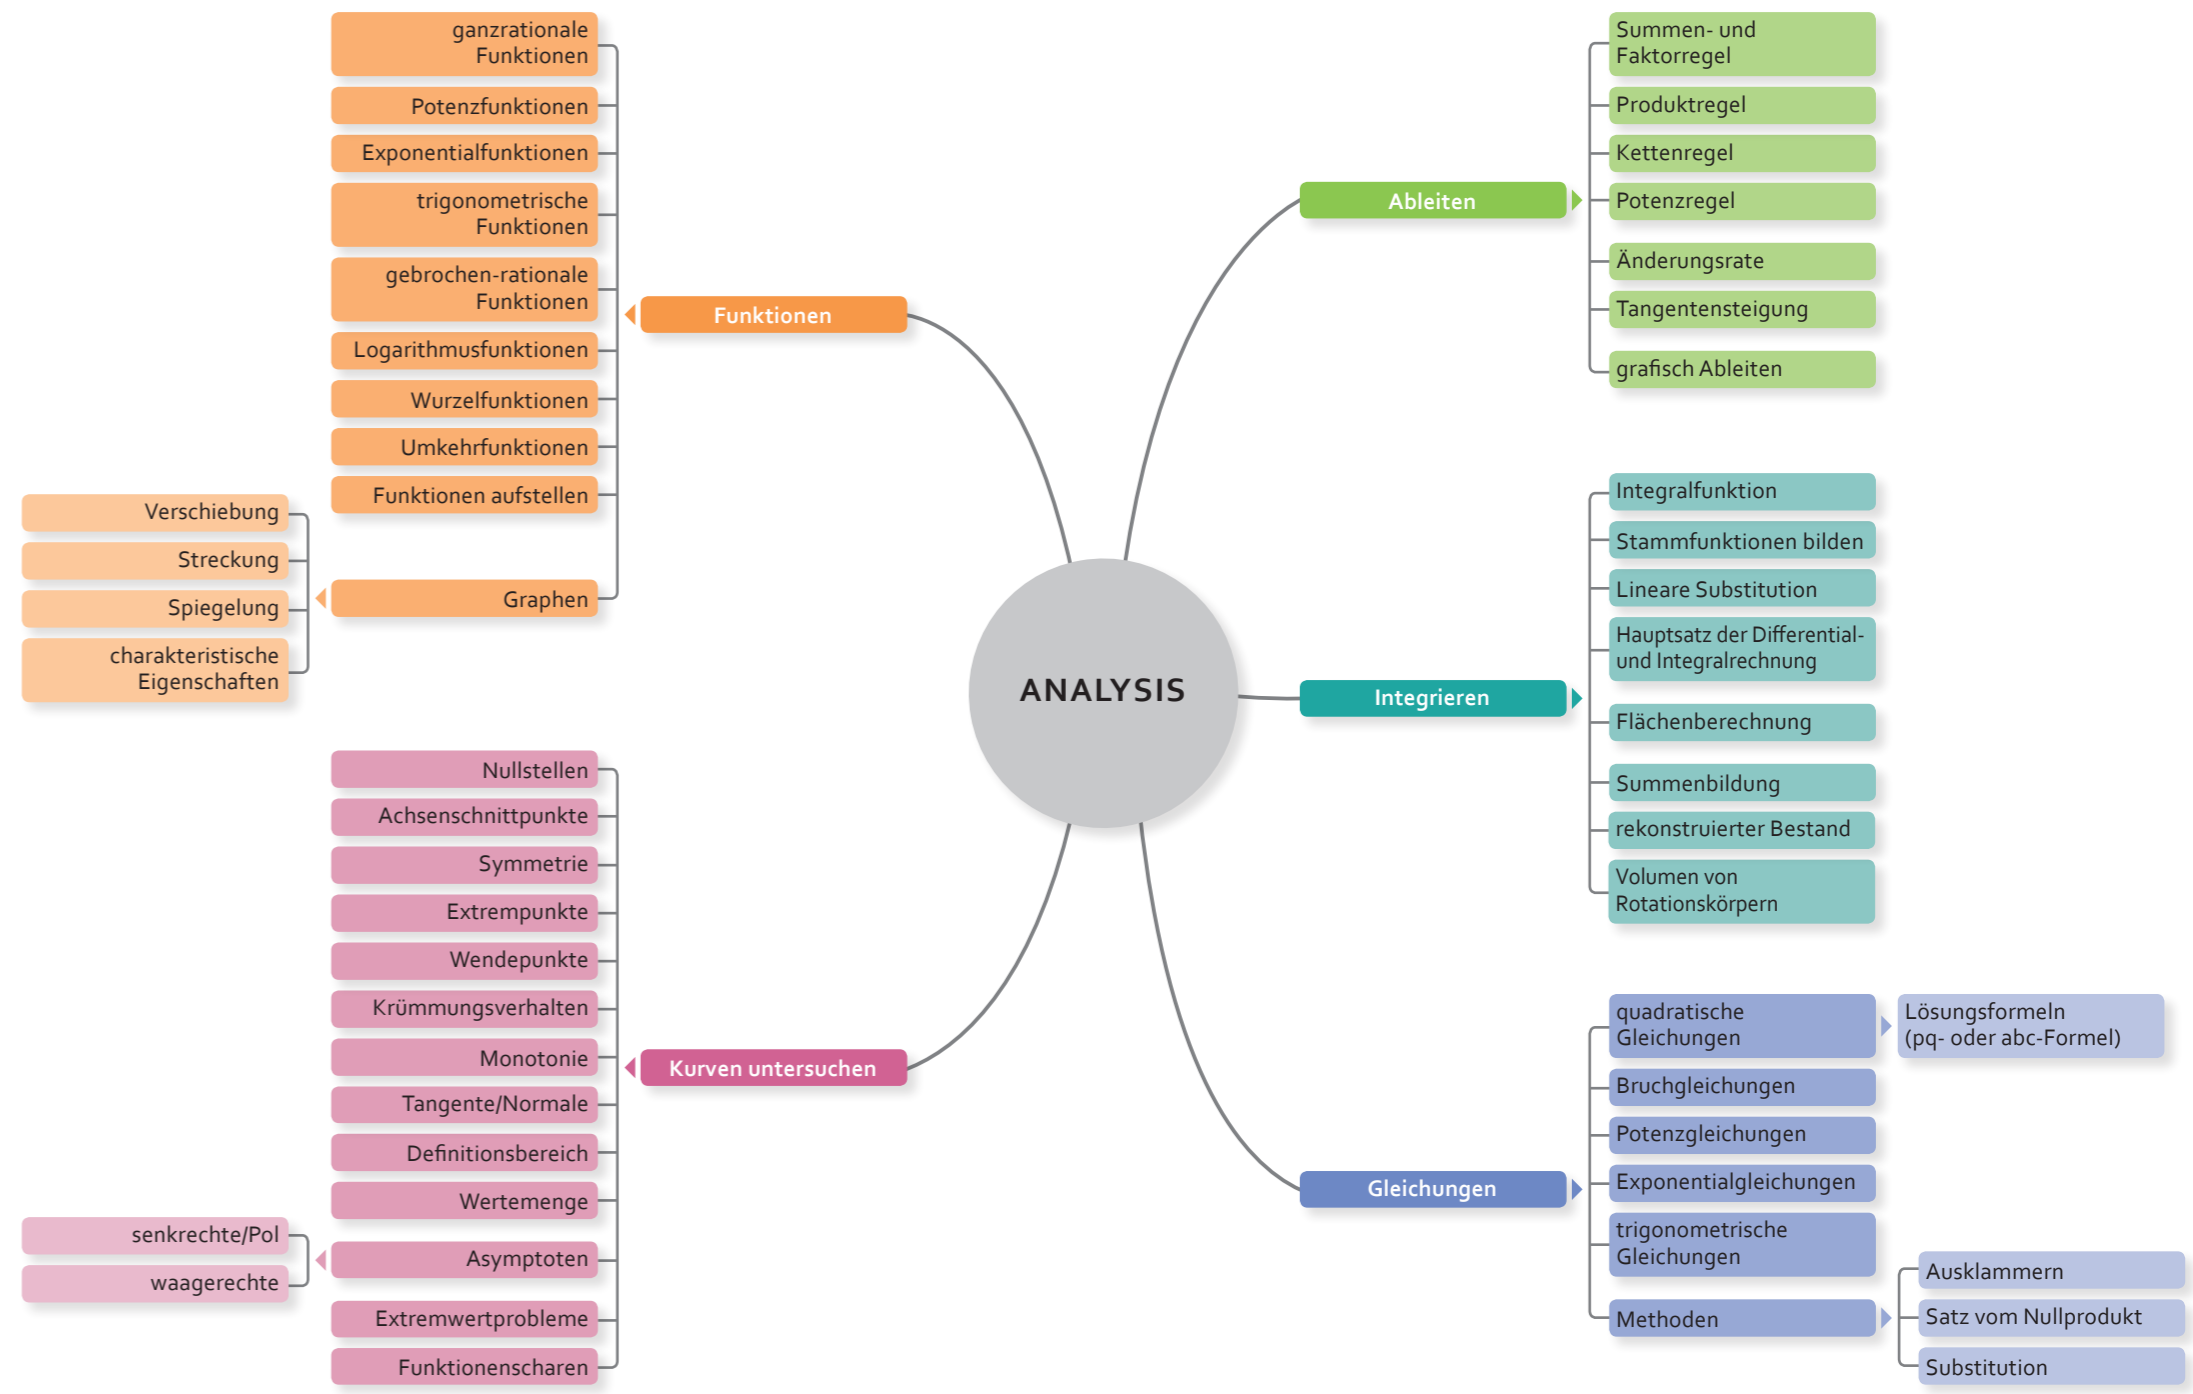 ANALYSIS
Funktionen
ganzrationale
Funktionen
Potenzfunktionen
Exponentialfunktionen
trigonometrische
Funktionen
gebrochen-rationale
Funktionen
Logarithmusfunktionen
Wurzelfunktionen
Umkehrfunktionen
Funktionen aufstellen
Graphen
Verschiebung
Streckung
Spiegelung
charakteristische
Eigenschaften
Kurven untersuchen
Nullstellen
Achsenschnittpunkte
Symmetrie
Extrempunkte
Wendepunkte
Krümmungsverhalten
Monotonie
Tangente/Normale
Definitionsbereich
Wertemenge
Asymptoten
senkrechte/Pol
waagerechte
Extremwertprobleme
Funktionenscharen
Ableiten
Summen- und
Faktorregel
Produktregel
Kettenregel
Potenzregel
Änderungsrate
Tangentensteigung
grafisch Ableiten
Integrieren
Integralfunktion
Stammfunktionen bilden
Lineare Substitution
Hauptsatz der Differential-
und Integralrechnung
Flächenberechnung
Summenbildung
rekonstruierter Bestand
Volumen von
Rotationskörpern
Gleichungen
quadratische
Gleichungen
Lösungsformeln
(pq- oder abc-Formel)
Bruchgleichungen
Potenzgleichungen
Exponentialgleichungen
trigonometrische
Gleichungen
Methoden
Ausklammern
Satz vom Nullprodukt
Substitution